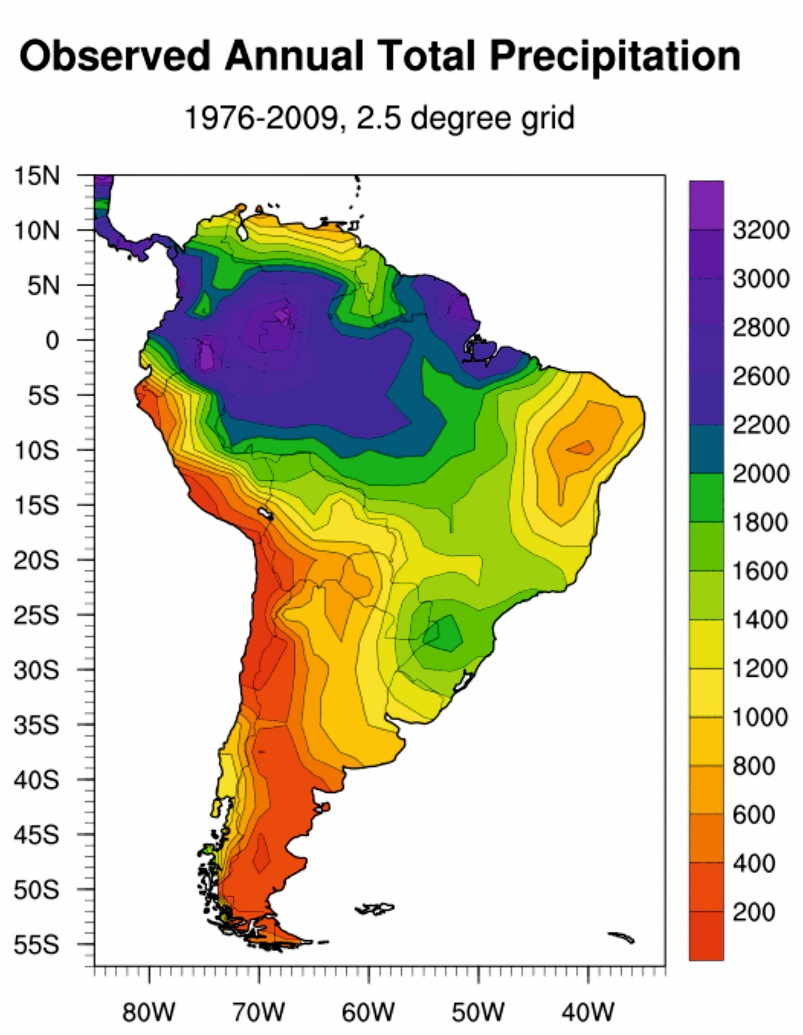 Observed Annual Total Precipitation
1976-2009, 2.5 degree grid
15N
10N
5N
0
5S
10S
15S
20S
25S
30S
35S
40S
45S
50S
55S
80W 70W 60W 50W 40W
3200
3000
2800
2600
2200
2000
1800
1600
1400
1200
1000
800
600
400
200